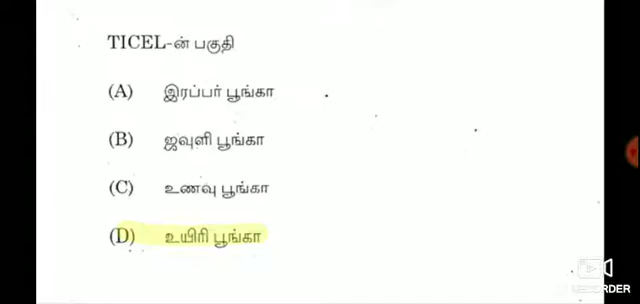 TICEL-ன் பகுதி
(A) இரப்பர் பூங்கா
(B) ஜவுளி பூங்கா
(C) உணவு பூங்கா
(D) உயிரி பூங்கா